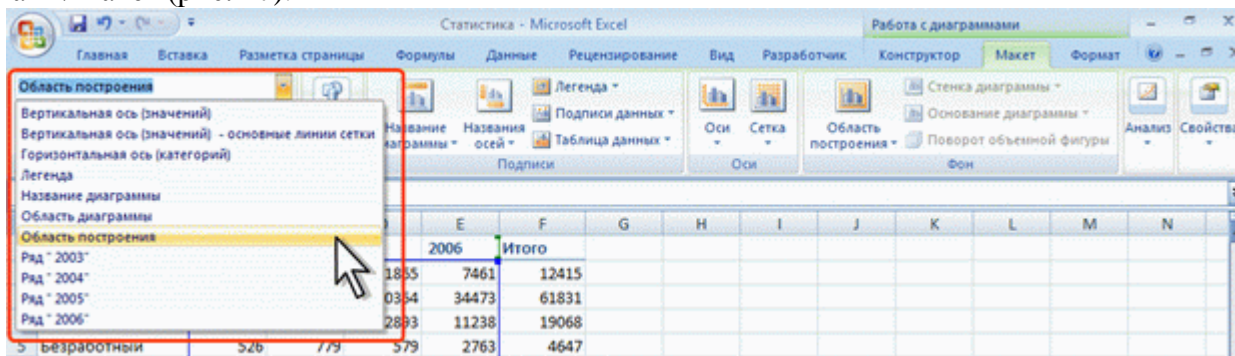 Статистика - Microsoft Excel
Работа с диаграммами
Главная Вставка Разметка страницы Формулы Данные Рецензирование Вид Разработчик Конструктор Макет Формат
Область построения
Вертикальная ось (значений)
Вертикальная ось (значений) - основные линии сетки
Горизонтальная ось (категорий)
Легенда
Название диаграммы
Область диаграммы
Область построения
Ряд "2003"
Ряд "2004"
Ряд "2005"
Ряд "2006"
Название
Названия осей
Легенда
Подписи данных
Таблица данных
Подписи
Оси Сетка
Оси
Область построения
Стенка диаграммы
Основание диаграммы
Поворот объемной фигуры
Фон
Анализ Свойства
E F G H I J K L M N
2006 Итого
7461 12415
34473 61831
11238 19068
5 Безработный 526 779 579 2763 4647